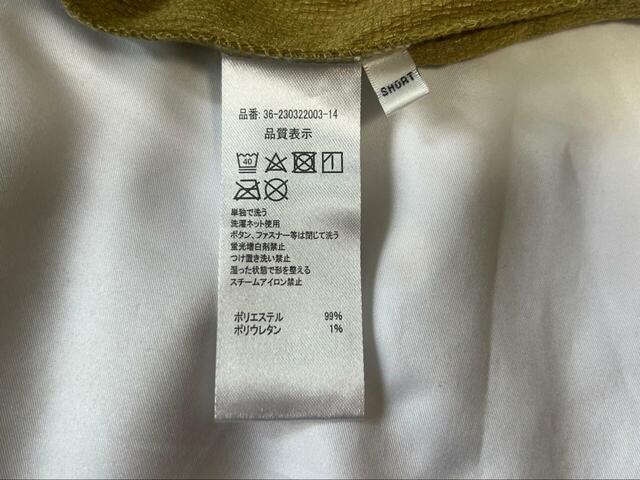 品番: 36-230322003-14
品質表示
40
単独で洗う
洗濯ネット使用
ボタン、ファスナー等は閉じて洗う
蛍光増白剤禁止
つけ置き洗い禁止
湿った状態で形を整える
スチームアイロン禁止
ポリエステル 99%
ポリウレタン 1%
SHORT